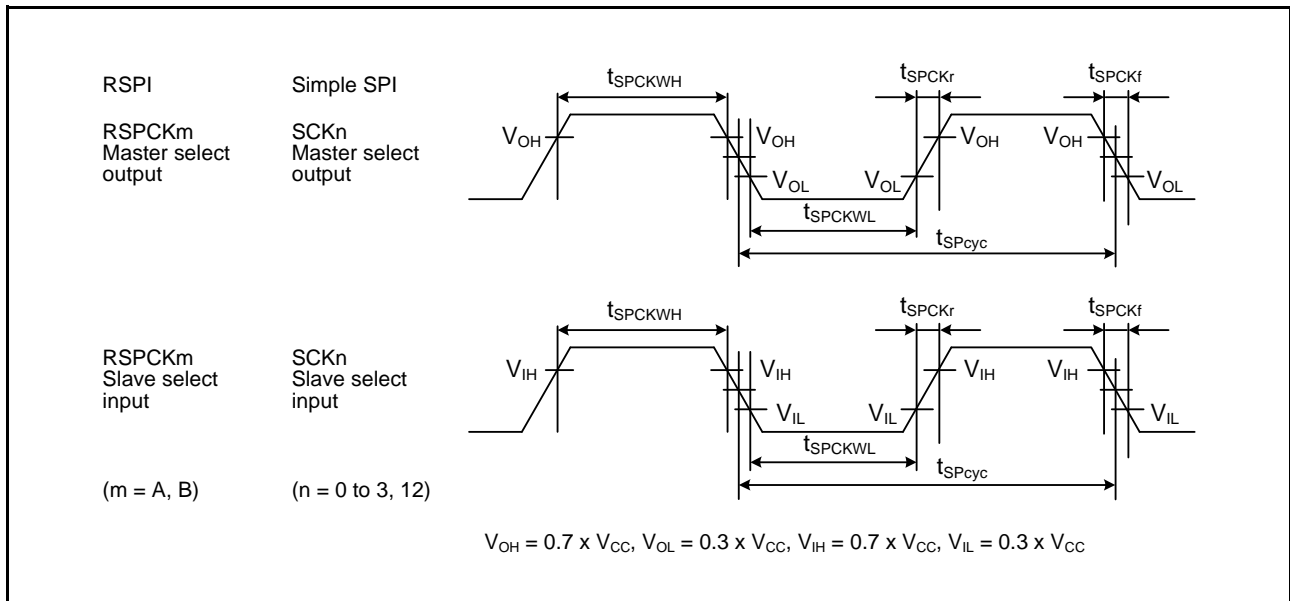 RSPI
Simple SPI
tSPCKWH
tSPCKr
tSPCKf
RSPCKm
Master select
output
SCKn
Master select
output
VOH
VOH
VOH
VOH
VOL
VOL
VOL
tSPCKWL
tSPcyc
tSPCKWH
tSPCKr
tSPCKf
RSPCKm
Slave select
input
SCKn
Slave select
input
VIH
VIH
VIH
VIH
VIL
VIL
VIL
tSPCKWL
tSPcyc
(m = A, B)
(n = 0 to 3, 12)
VOH = 0.7 x VCC, VOL = 0.3 x VCC, VIH = 0.7 x VCC, VIL = 0.3 x VCC